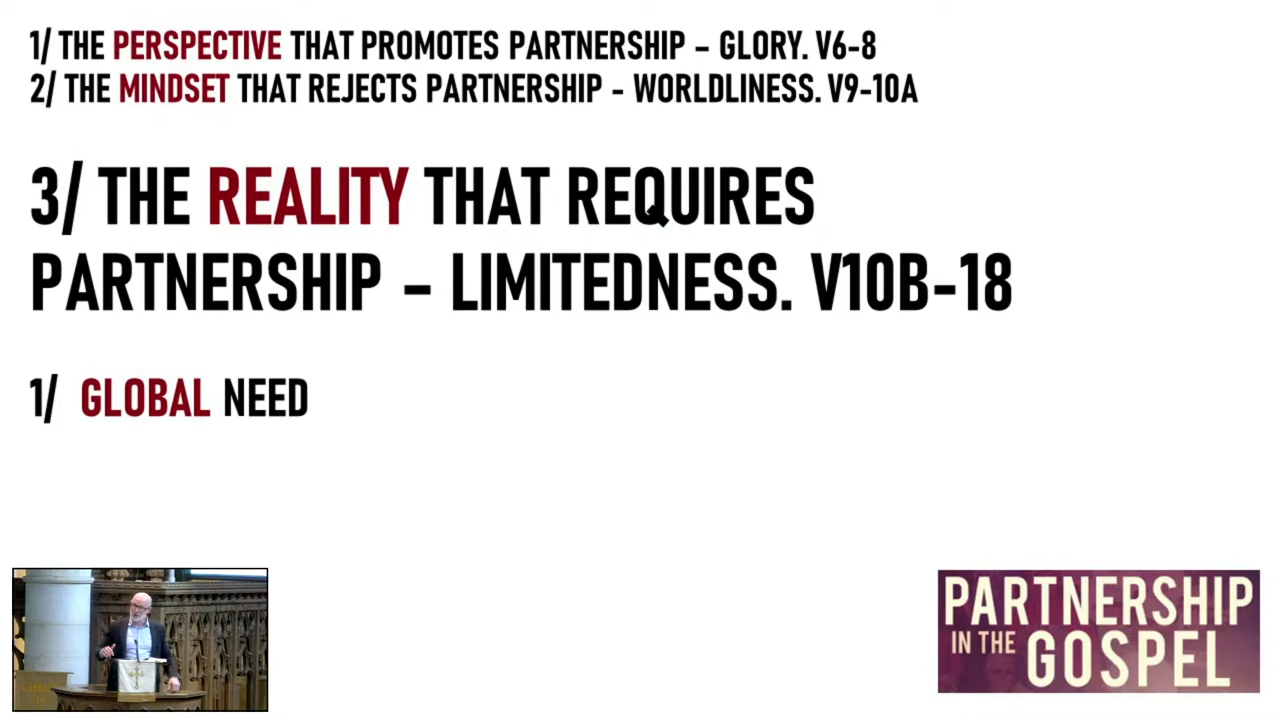 1/ THE PERSPECTIVE THAT PROMOTES PARTNERSHIP – GLORY. V6-8
2/ THE MINDSET THAT REJECTS PARTNERSHIP - WORLDLINESS. V9-10A
3/ THE REALITY THAT REQUIRES
PARTNERSHIP – LIMITEDNESS. V10B-18
1/ GLOBAL NEED
PARTNERSHIP
IN THE GOSPEL